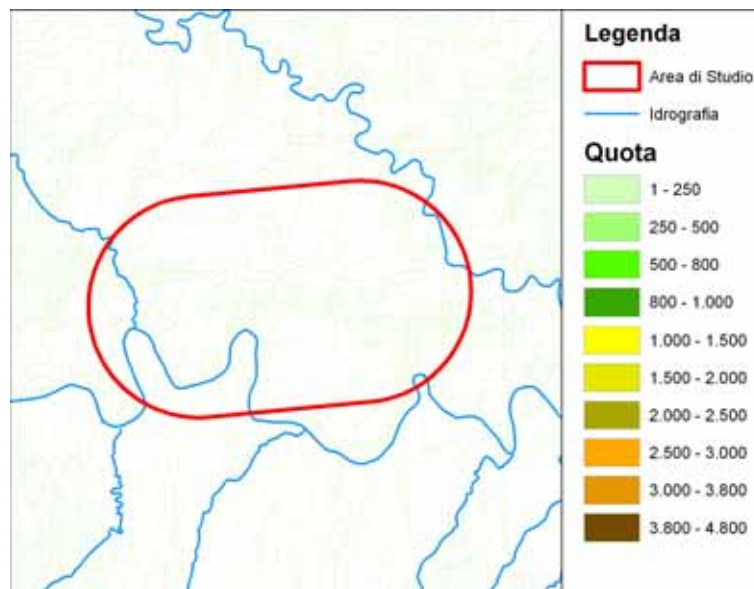 Legenda
Area di Studio
Idrografia
Quota
1 - 250
250 - 500
500 - 800
800 - 1.000
1.000 - 1.500
1.500 - 2.000
2.000 - 2.500
2.500 - 3.000
3.000 - 3.800
3.800 - 4.800